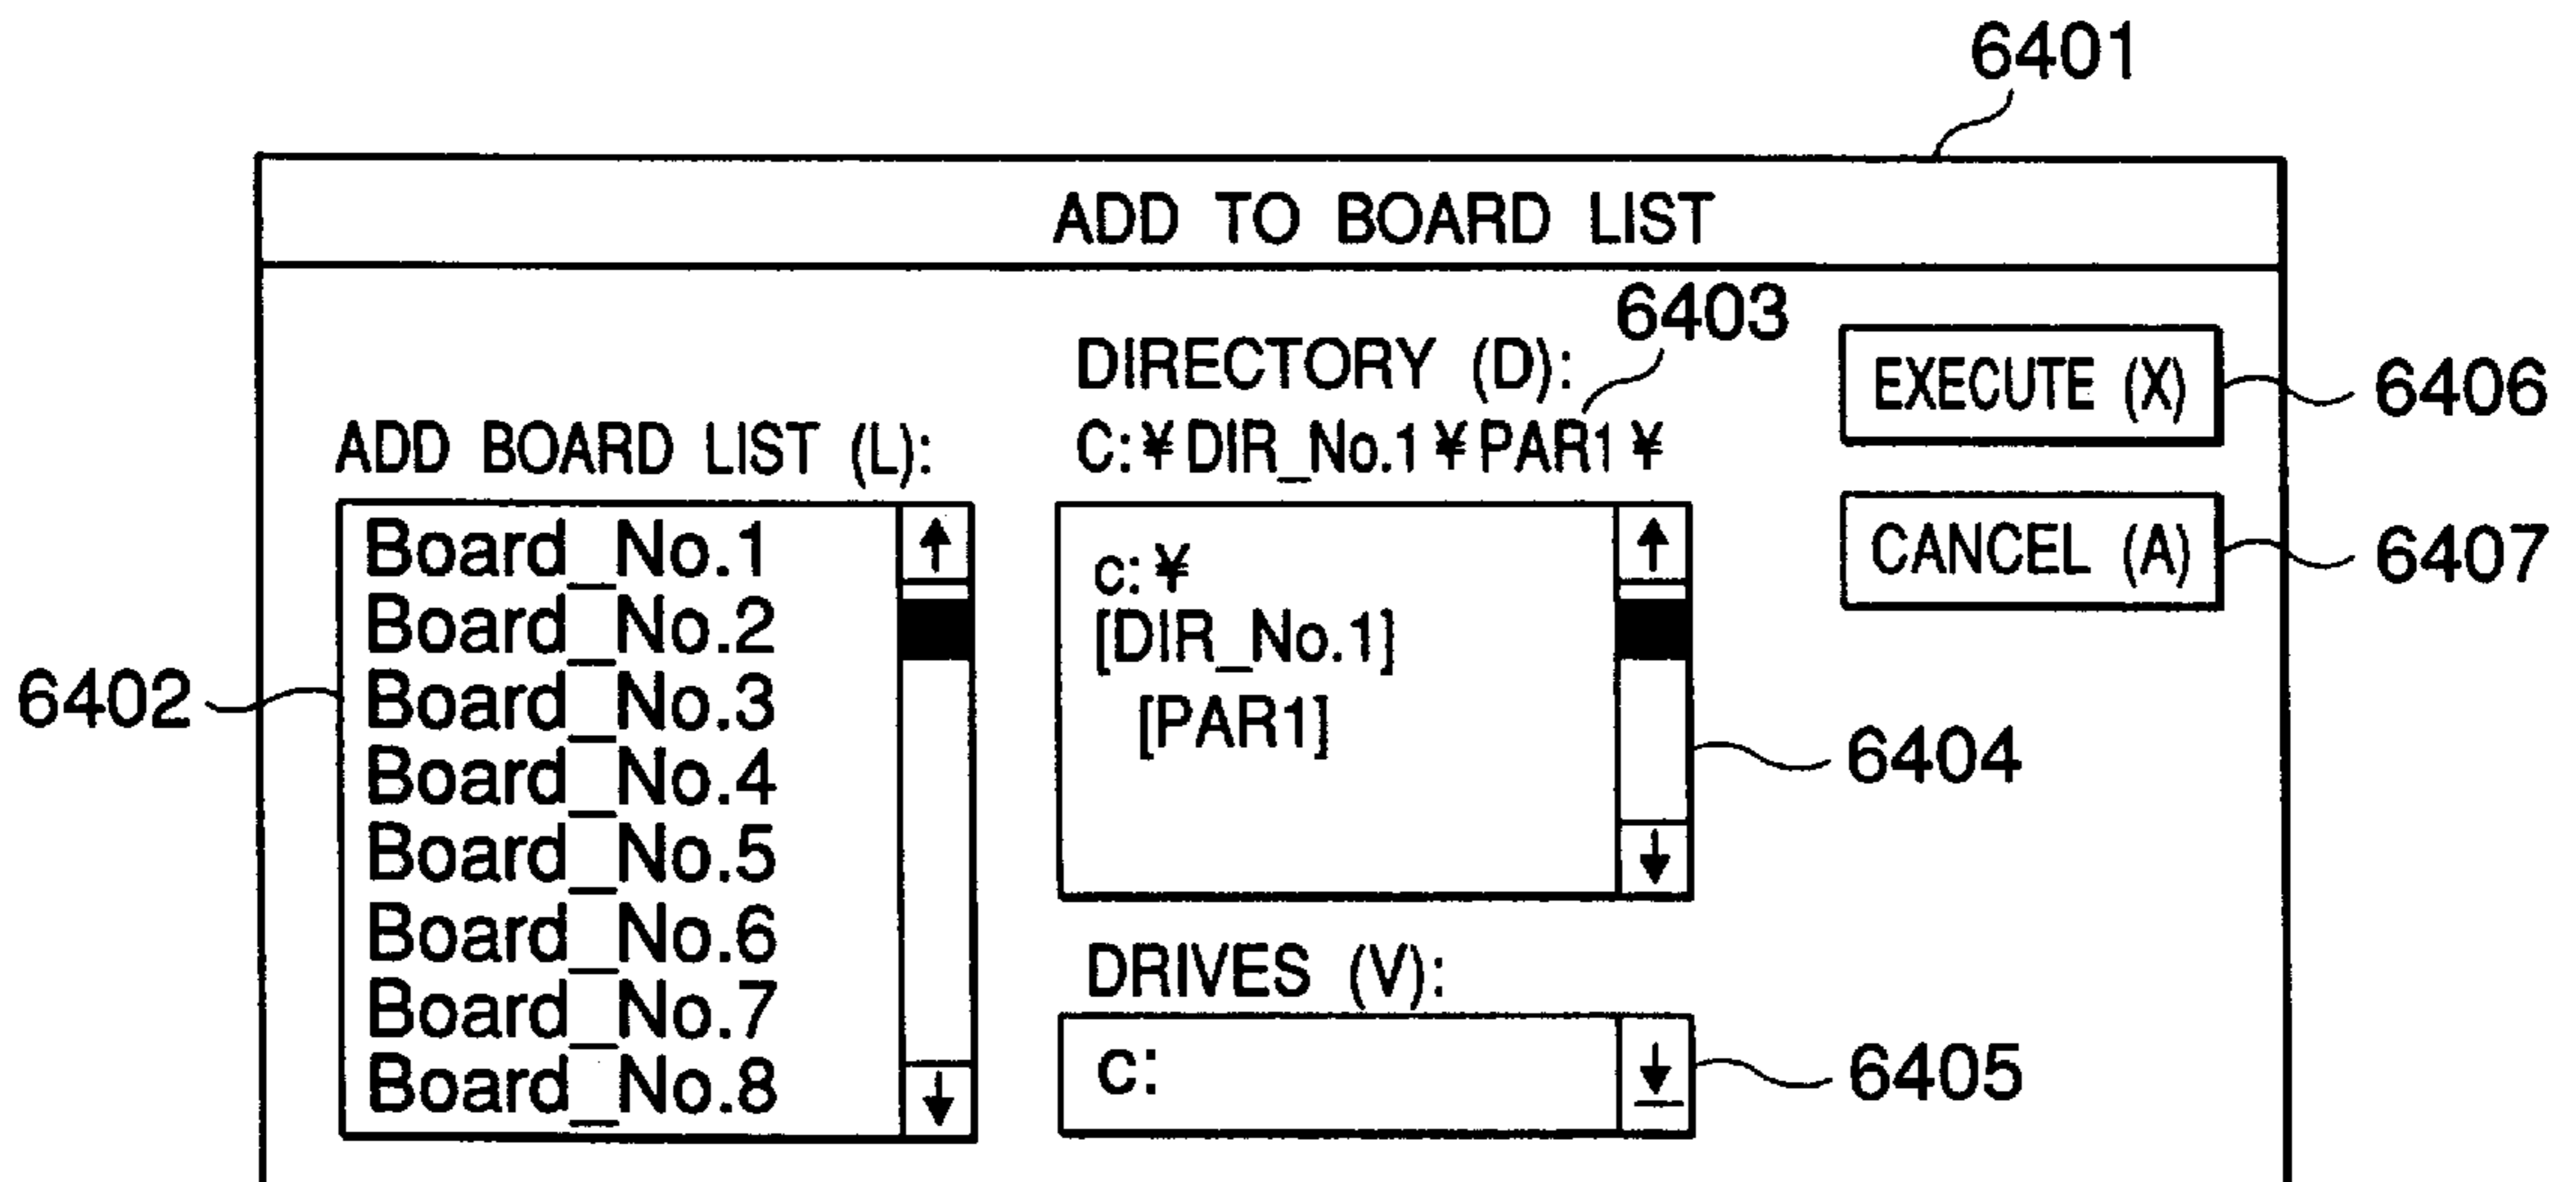 6401
ADD TO BOARD LIST
6403
DIRECTORY (D):
EXECUTE (X)
6406
ADD BOARD LIST (L):
C:¥DIR_No.1¥PAR1¥
CANCEL (A)
6407
Board_No.1
Board_No.2
Board_No.3
Board_No.4
Board_No.5
Board_No.6
Board_No.7
Board_No.8
6402
c:¥
[DIR_No.1]
[PAR1]
6404
DRIVES (V):
c:
6405